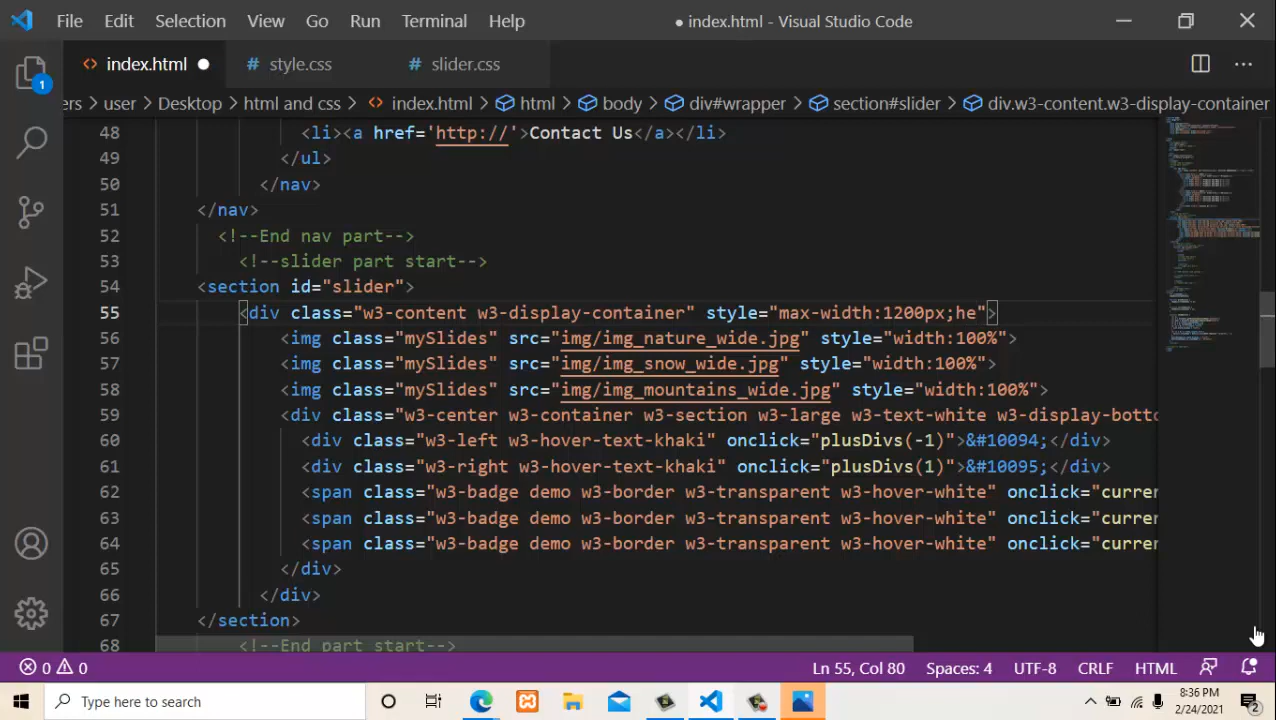 File Edit Selection View Go Run Terminal Help ● index.html - Visual Studio Code
<> index.html ● # style.css # slider.css
1
ers > user > Desktop > html and css > <> index.html > html > body > div#wrapper > section#slider > div.w3-content.w3-display-container
48 <li><a href='http://'>Contact Us</a></li>
49 </ul>
50 </nav>
51 </nav>
52 <!--End nav part-->
53 <!--slider part start-->
54 <section id="slider">
55 <div class="w3-content w3-display-container" style="max-width:1200px;he">
56 <img class="mySlides" src="img/img_nature_wide.jpg" style="width:100%">
57 <img class="mySlides" src="img/img_snow_wide.jpg" style="width:100%">
58 <img class="mySlides" src="img/img_mountains_wide.jpg" style="width:100%">
59 <div class="w3-center w3-container w3-section w3-large w3-text-white w3-display-botto
60 <div class="w3-left w3-hover-text-khaki" onclick="plusDivs(-1)">&#10094;</div>
61 <div class="w3-right w3-hover-text-khaki" onclick="plusDivs(1)">&#10095;</div>
62 <span class="w3-badge demo w3-border w3-transparent w3-hover-white" onclick="curren
63 <span class="w3-badge demo w3-border w3-transparent w3-hover-white" onclick="curren
64 <span class="w3-badge demo w3-border w3-transparent w3-hover-white" onclick="curren
65 </div>
66 </div>
67 </section>
68 <!--End part start-->
0 0 Ln 55, Col 80 Spaces: 4 UTF-8 CRLF HTML
Type here to search
8:36 PM
2/24/2021
2